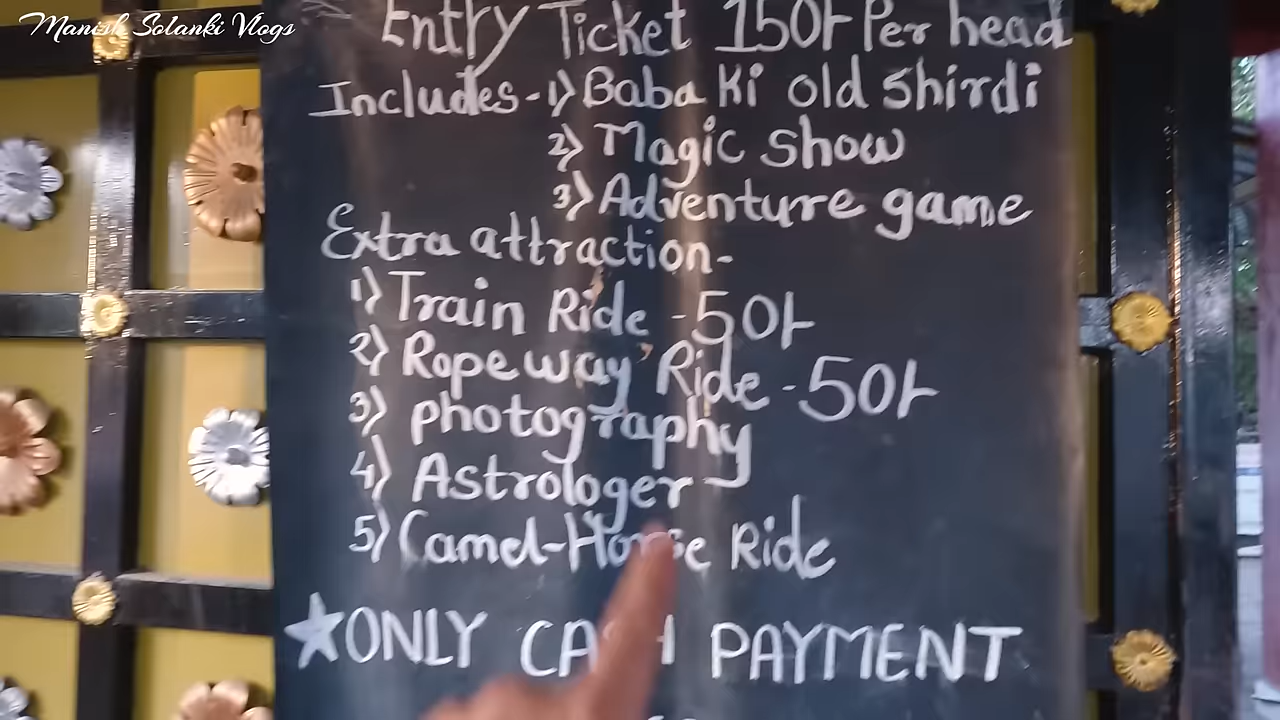 Manish Solanki Vlogs
Entry Ticket 150/- Per head
Includes - 1) Baba Ki old Shirdi
2) Magic Show
3) Adventure game
Extra attraction-
1) Train Ride - 50/-
2) Ropeway Ride - 50/-
3) photography
4) Astrologer
5) Camel-Horse Ride
★ ONLY CASH PAYMENT